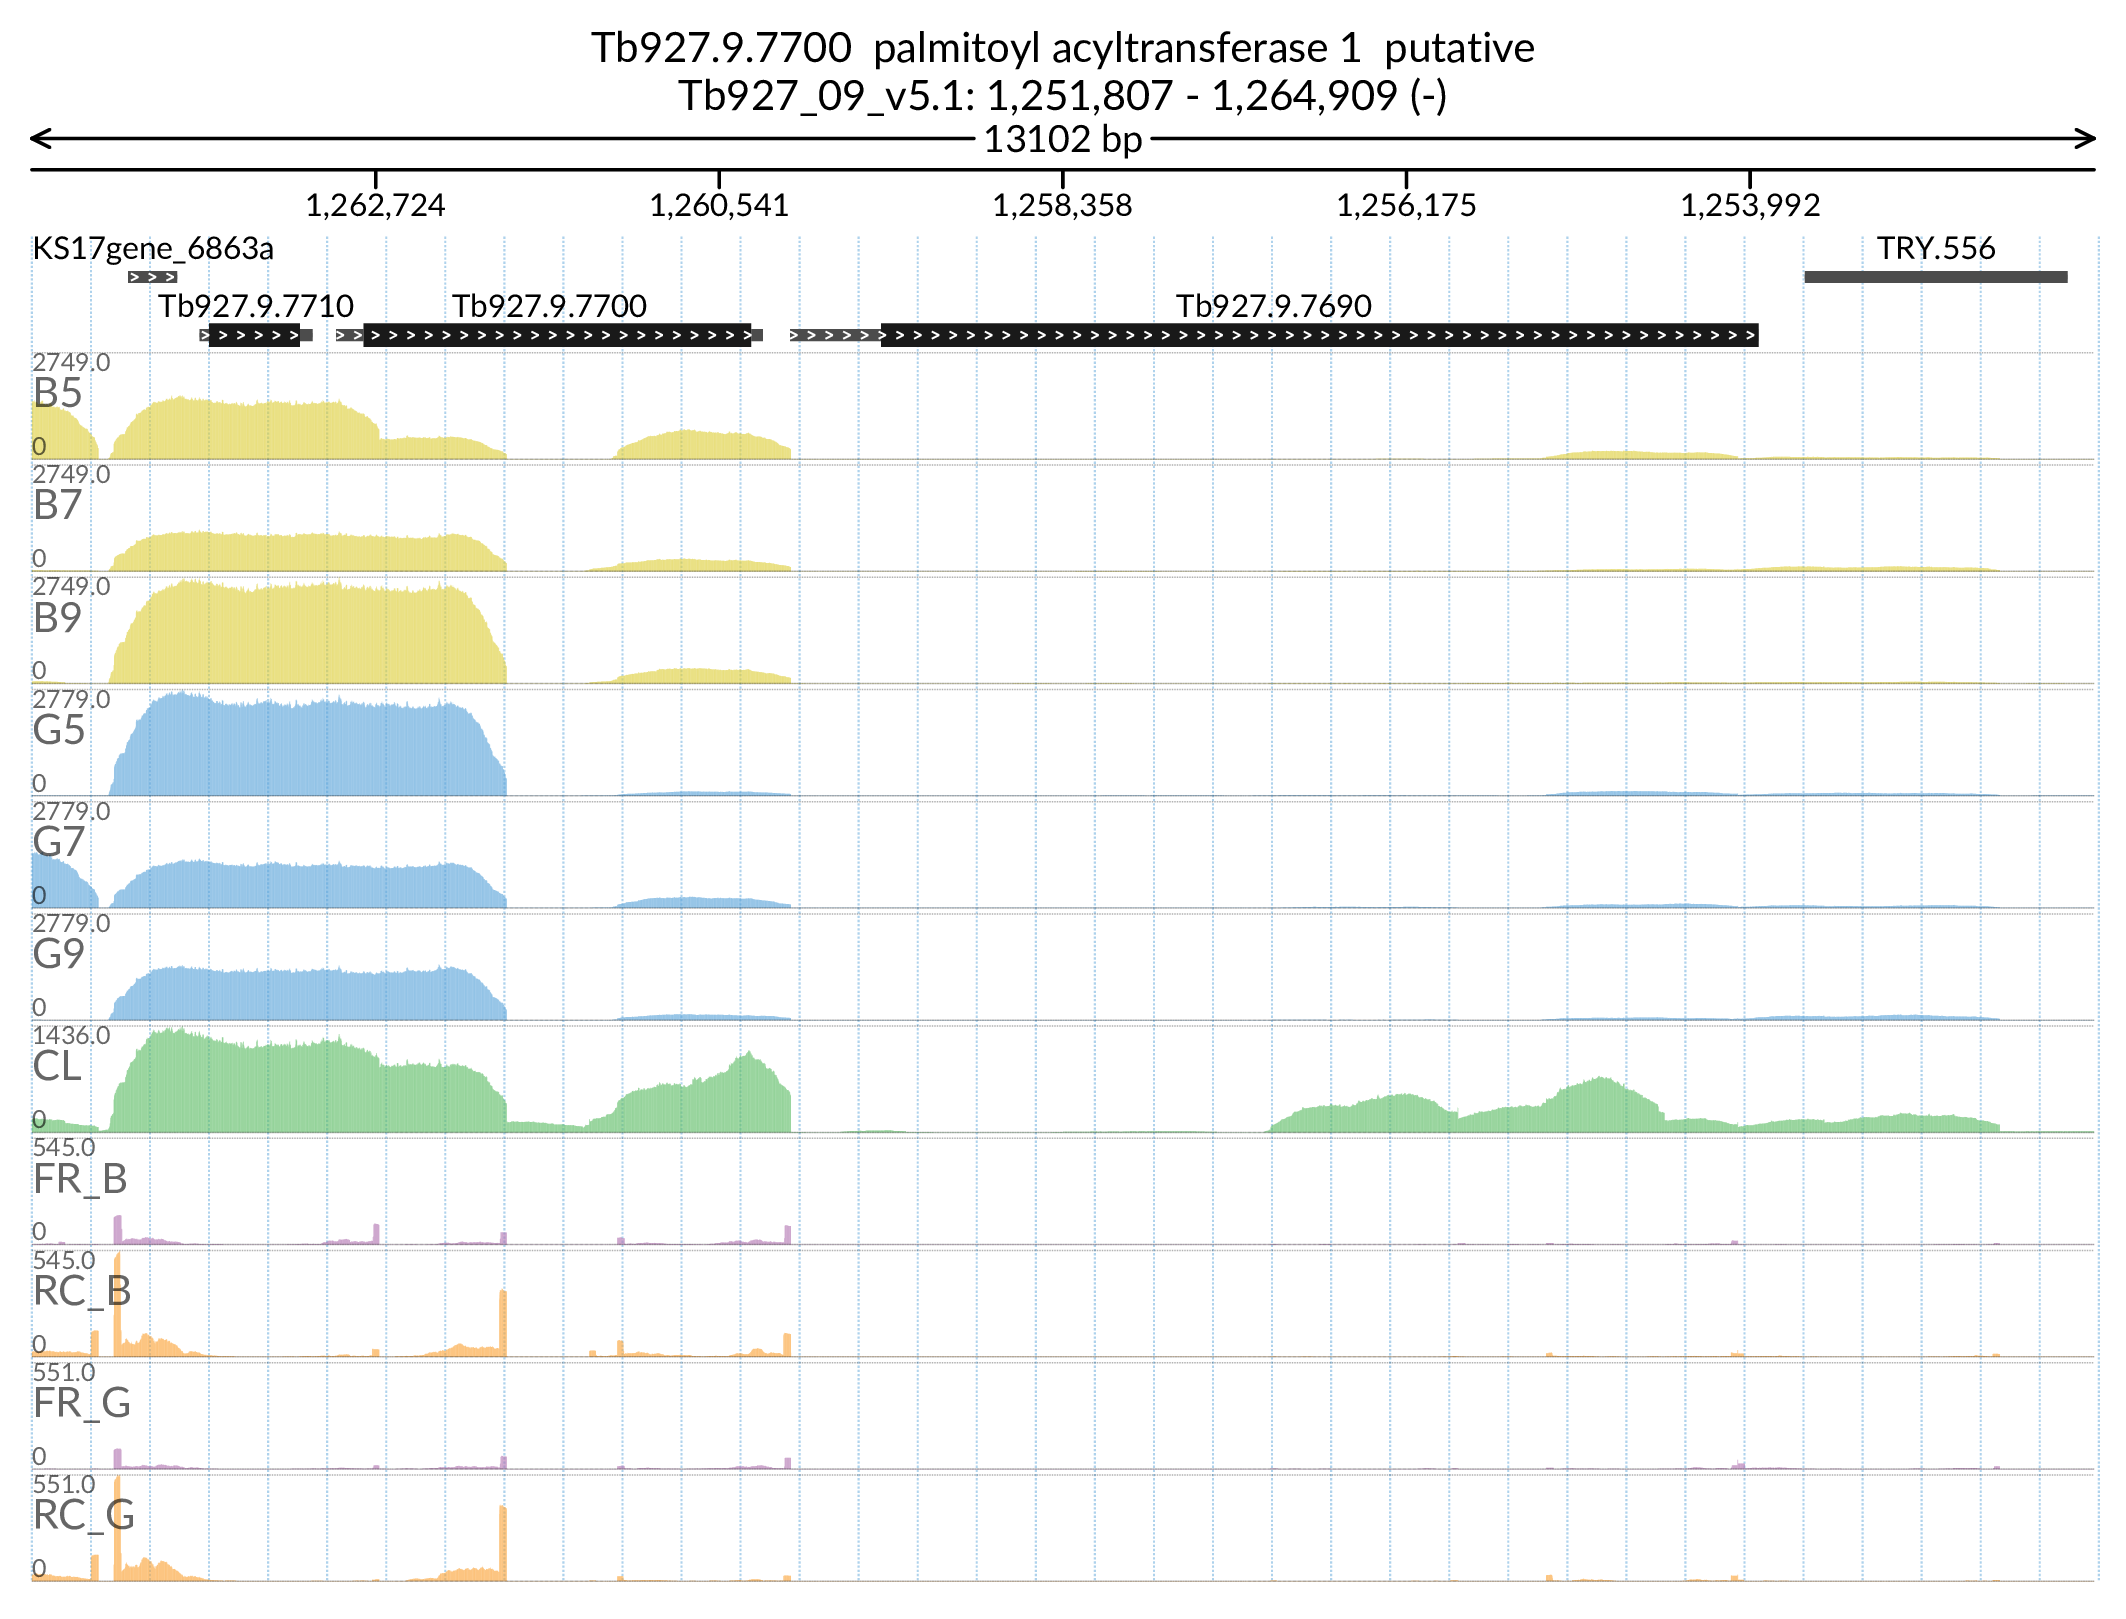 Tb927.9.7700  palmitoyl acyltransferase 1  putative
Tb927_09_v5.1: 1,251,807 - 1,264,909 (-)
13102 bp
1,262,724 1,260,541 1,258,358 1,256,175 1,253,992
KS17gene_6863a TRY.556
Tb927.9.7710 Tb927.9.7700 Tb927.9.7690
2749.0
B5
0
2749.0
B7
0
2749.0
B9
0
2779.0
G5
0
2779.0
G7
0
2779.0
G9
0
1436.0
CL
0
545.0
FR_B
0
545.0
RC_B
0
551.0
FR_G
0
551.0
RC_G
0